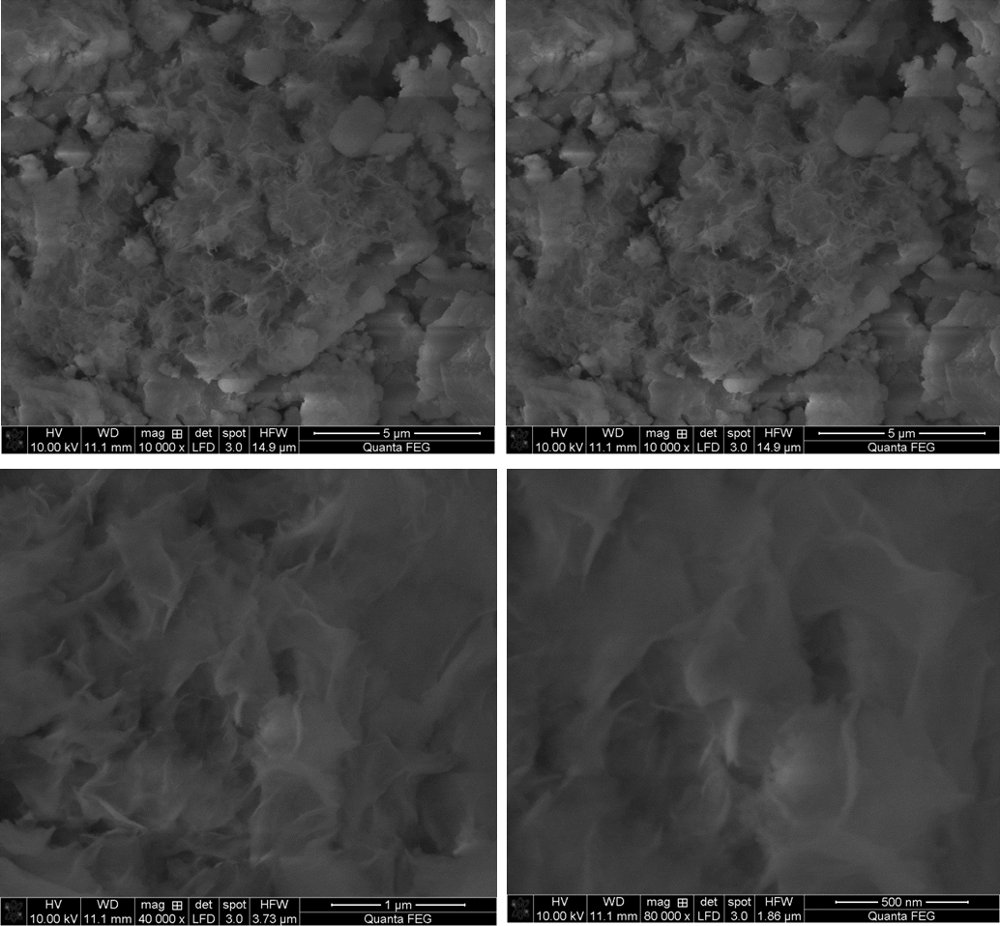 HV WD mag det spot HFW 5 µm
10.00 kV 11.1 mm 10 000 x LFD 3.0 14.9 µm Quanta FEG
HV WD mag det spot HFW 5 µm
10.00 kV 11.1 mm 10 000 x LFD 3.0 14.9 µm Quanta FEG
HV WD mag det spot HFW 1 µm
10.00 kV 11.1 mm 40 000 x LFD 3.0 3.73 µm Quanta FEG
HV WD mag det spot HFW 500 nm
10.00 kV 11.1 mm 80 000 x LFD 3.0 1.86 µm Quanta FEG